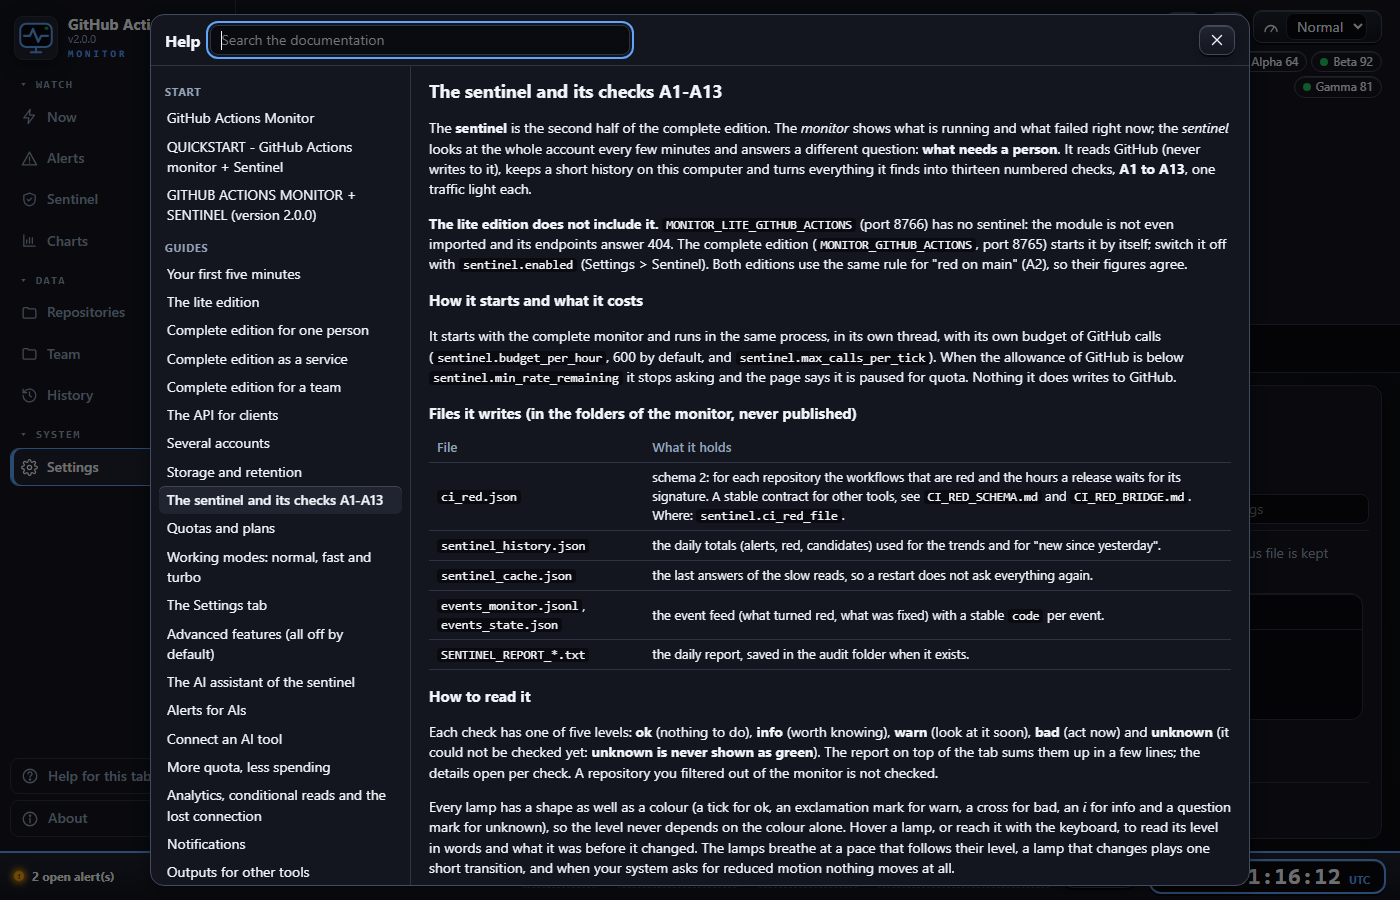 GitHub Acti
v2.0.0
MONITOR
WATCH
Now
Alerts
Sentinel
Charts
DATA
Repositories
Team
History
SYSTEM
Settings
Help for this tab
About
2 open alert(s)
Help
Search the documentation
Normal
Alpha 64
Beta 92
Gamma 81
START
GitHub Actions Monitor
QUICKSTART - GitHub Actions
monitor + Sentinel
GITHUB ACTIONS MONITOR +
SENTINEL (version 2.0.0)
GUIDES
Your first five minutes
The lite edition
Complete edition for one person
Complete edition as a service
Complete edition for a team
The API for clients
Several accounts
Storage and retention
The sentinel and its checks A1-A13
Quotas and plans
Working modes: normal, fast and
turbo
The Settings tab
Advanced features (all off by
default)
The AI assistant of the sentinel
Alerts for AIs
Connect an AI tool
More quota, less spending
Analytics, conditional reads and the
lost connection
Notifications
Outputs for other tools
The sentinel and its checks A1-A13
The sentinel is the second half of the complete edition. The monitor shows what is running and what failed right now; the sentinel
looks at the whole account every few minutes and answers a different question: what needs a person. It reads GitHub (never
writes to it), keeps a short history on this computer and turns everything it finds into thirteen numbered checks, A1 to A13, one
traffic light each.
The lite edition does not include it. MONITOR_LITE_GITHUB_ACTIONS (port 8766) has no sentinel: the module is not even
imported and its endpoints answer 404. The complete edition ( MONITOR_GITHUB_ACTIONS , port 8765) starts it by itself; switch it off
with sentinel.enabled (Settings > Sentinel). Both editions use the same rule for "red on main" (A2), so their figures agree.
How it starts and what it costs
It starts with the complete monitor and runs in the same process, in its own thread, with its own budget of GitHub calls
( sentinel.budget_per_hour , 600 by default, and sentinel.max_calls_per_tick ). When the allowance of GitHub is below
sentinel.min_rate_remaining it stops asking and the page says it is paused for quota. Nothing it does writes to GitHub.
Files it writes (in the folders of the monitor, never published)
File What it holds
ci_red.json schema 2: for each repository the workflows that are red and the hours a release waits for its
signature. A stable contract for other tools, see CI_RED_SCHEMA.md and CI_RED_BRIDGE.md .
Where: sentinel.ci_red_file .
sentinel_history.json the daily totals (alerts, red, candidates) used for the trends and for "new since yesterday".
sentinel_cache.json the last answers of the slow reads, so a restart does not ask everything again.
events_monitor.jsonl ,
events_state.json the event feed (what turned red, what was fixed) with a stable code per event.
SENTINEL_REPORT_*.txt the daily report, saved in the audit folder when it exists.
How to read it
Each check has one of five levels: ok (nothing to do), info (worth knowing), warn (look at it soon), bad (act now) and unknown (it
could not be checked yet: unknown is never shown as green). The report on top of the tab sums them up in a few lines; the
details open per check. A repository you filtered out of the monitor is not checked.
Every lamp has a shape as well as a colour (a tick for ok, an exclamation mark for warn, a cross for bad, an i for info and a question
mark for unknown), so the level never depends on the colour alone. Hover a lamp, or reach it with the keyboard, to read its level
in words and what it was before it changed. The lamps breathe at a pace that follows their level, a lamp that changes plays one
short transition, and when your system asks for reduced motion nothing moves at all.
gs
us file is kept
1:16:12 UTC